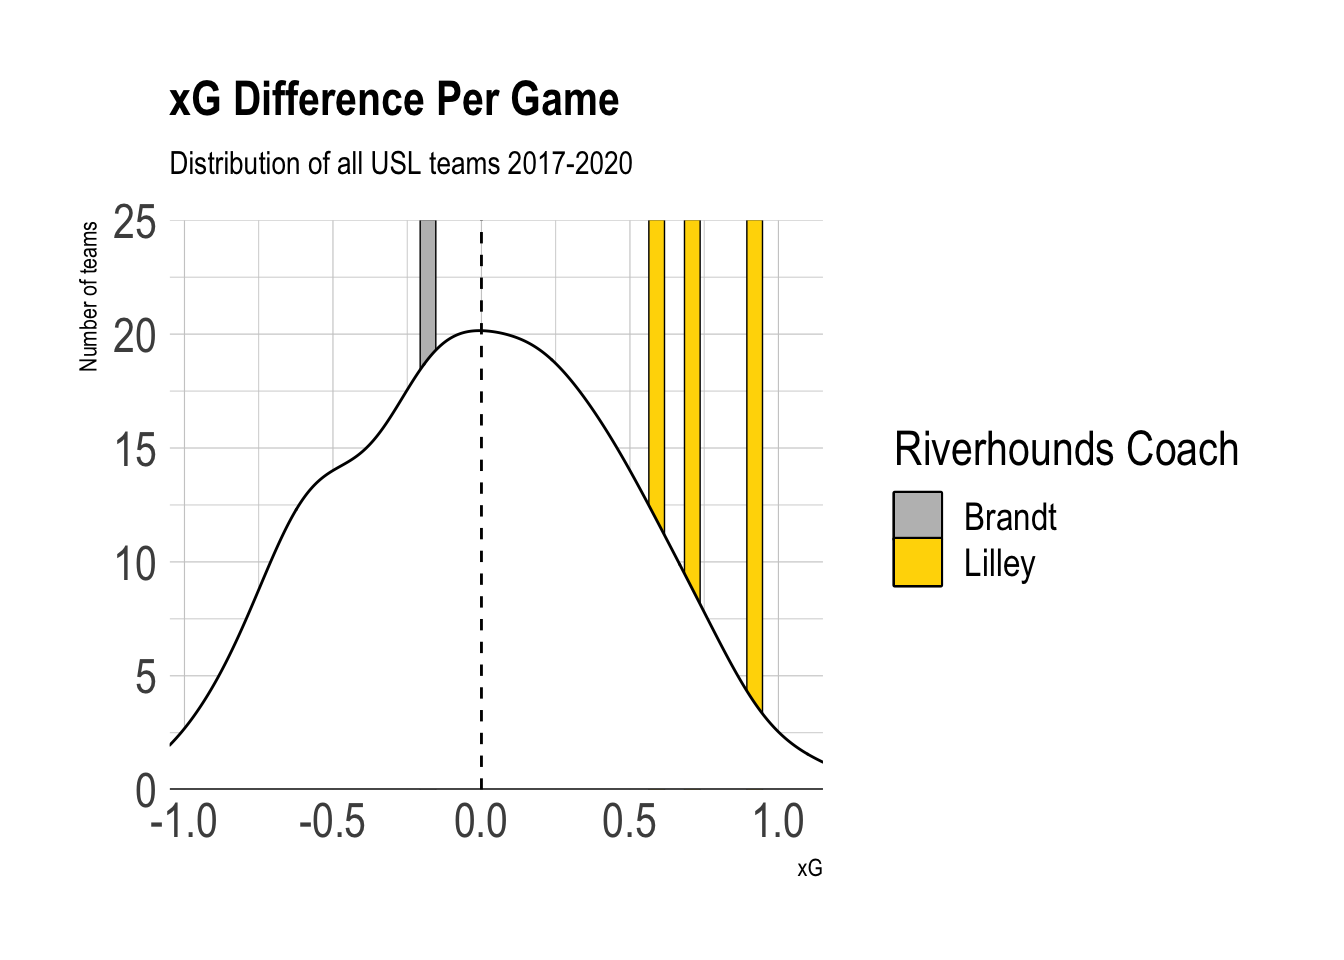 xG Difference Per Game
Distribution of all USL teams 2017-2020
Number of teams
25
20
15
10
5
0
-1.0 -0.5 0.0 0.5 1.0
xG
Riverhounds Coach
Brandt
Lilley